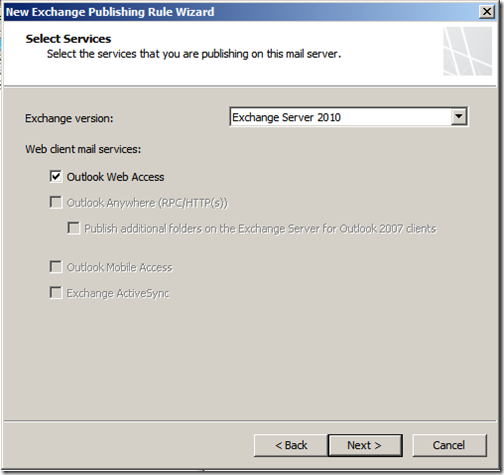 New Exchange Publishing Rule Wizard
Select Services
Select the services that you are publishing on this mail server.
Exchange version:
Exchange Server 2010
Web client mail services:
Outlook Web Access
Outlook Anywhere (RPC/HTTP(s))
Publish additional folders on the Exchange Server for Outlook 2007 clients
Outlook Mobile Access
Exchange ActiveSync
< Back
Next >
Cancel